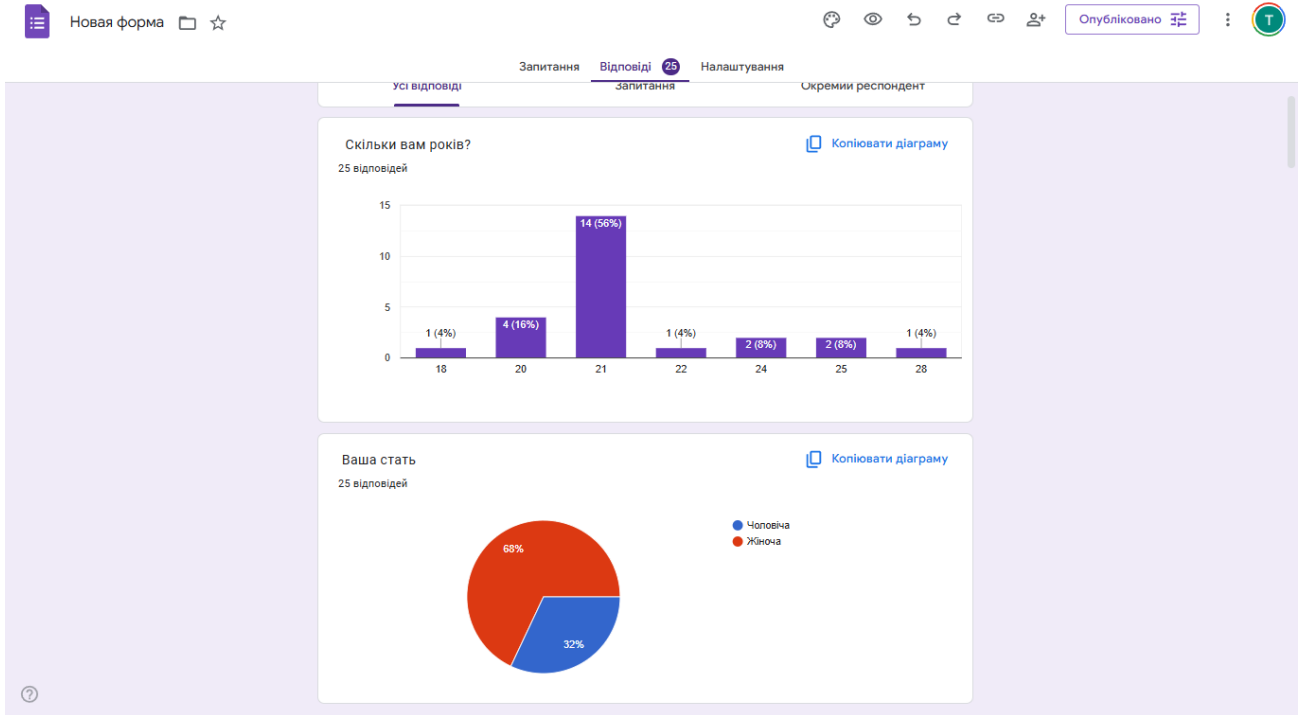 Новая форма
Опубліковано
T
Запитання Відповіді 25 Налаштування
Усі відповіді Запитання Окремий респондент
Скільки вам років? Копіювати діаграму
25 відповідей
15
10
5
0
1 (4%) 4 (16%) 14 (56%) 1 (4%) 2 (8%) 2 (8%) 1 (4%)
18 20 21 22 24 25 28
Ваша стать Копіювати діаграму
25 відповідей
Чоловіча
Жіноча
68%
32%